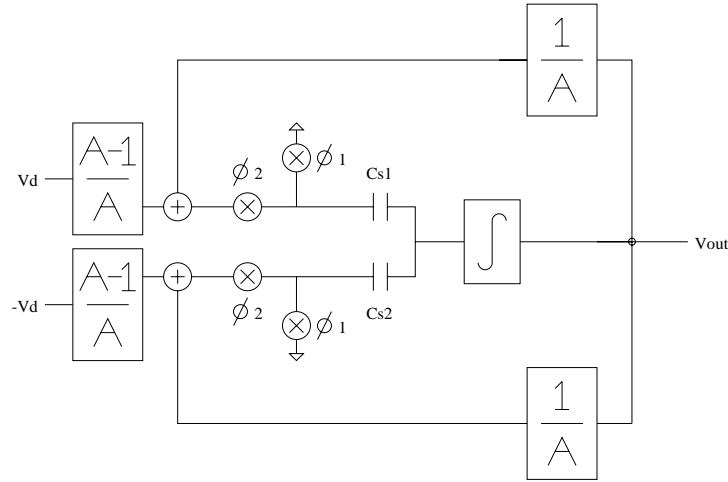 1
A
A-1
A
Vd
ϕ 2
ϕ 1
Cs1
+
∫
Vout
A-1
A
-Vd
+
ϕ 2
ϕ 1
Cs2
1
A